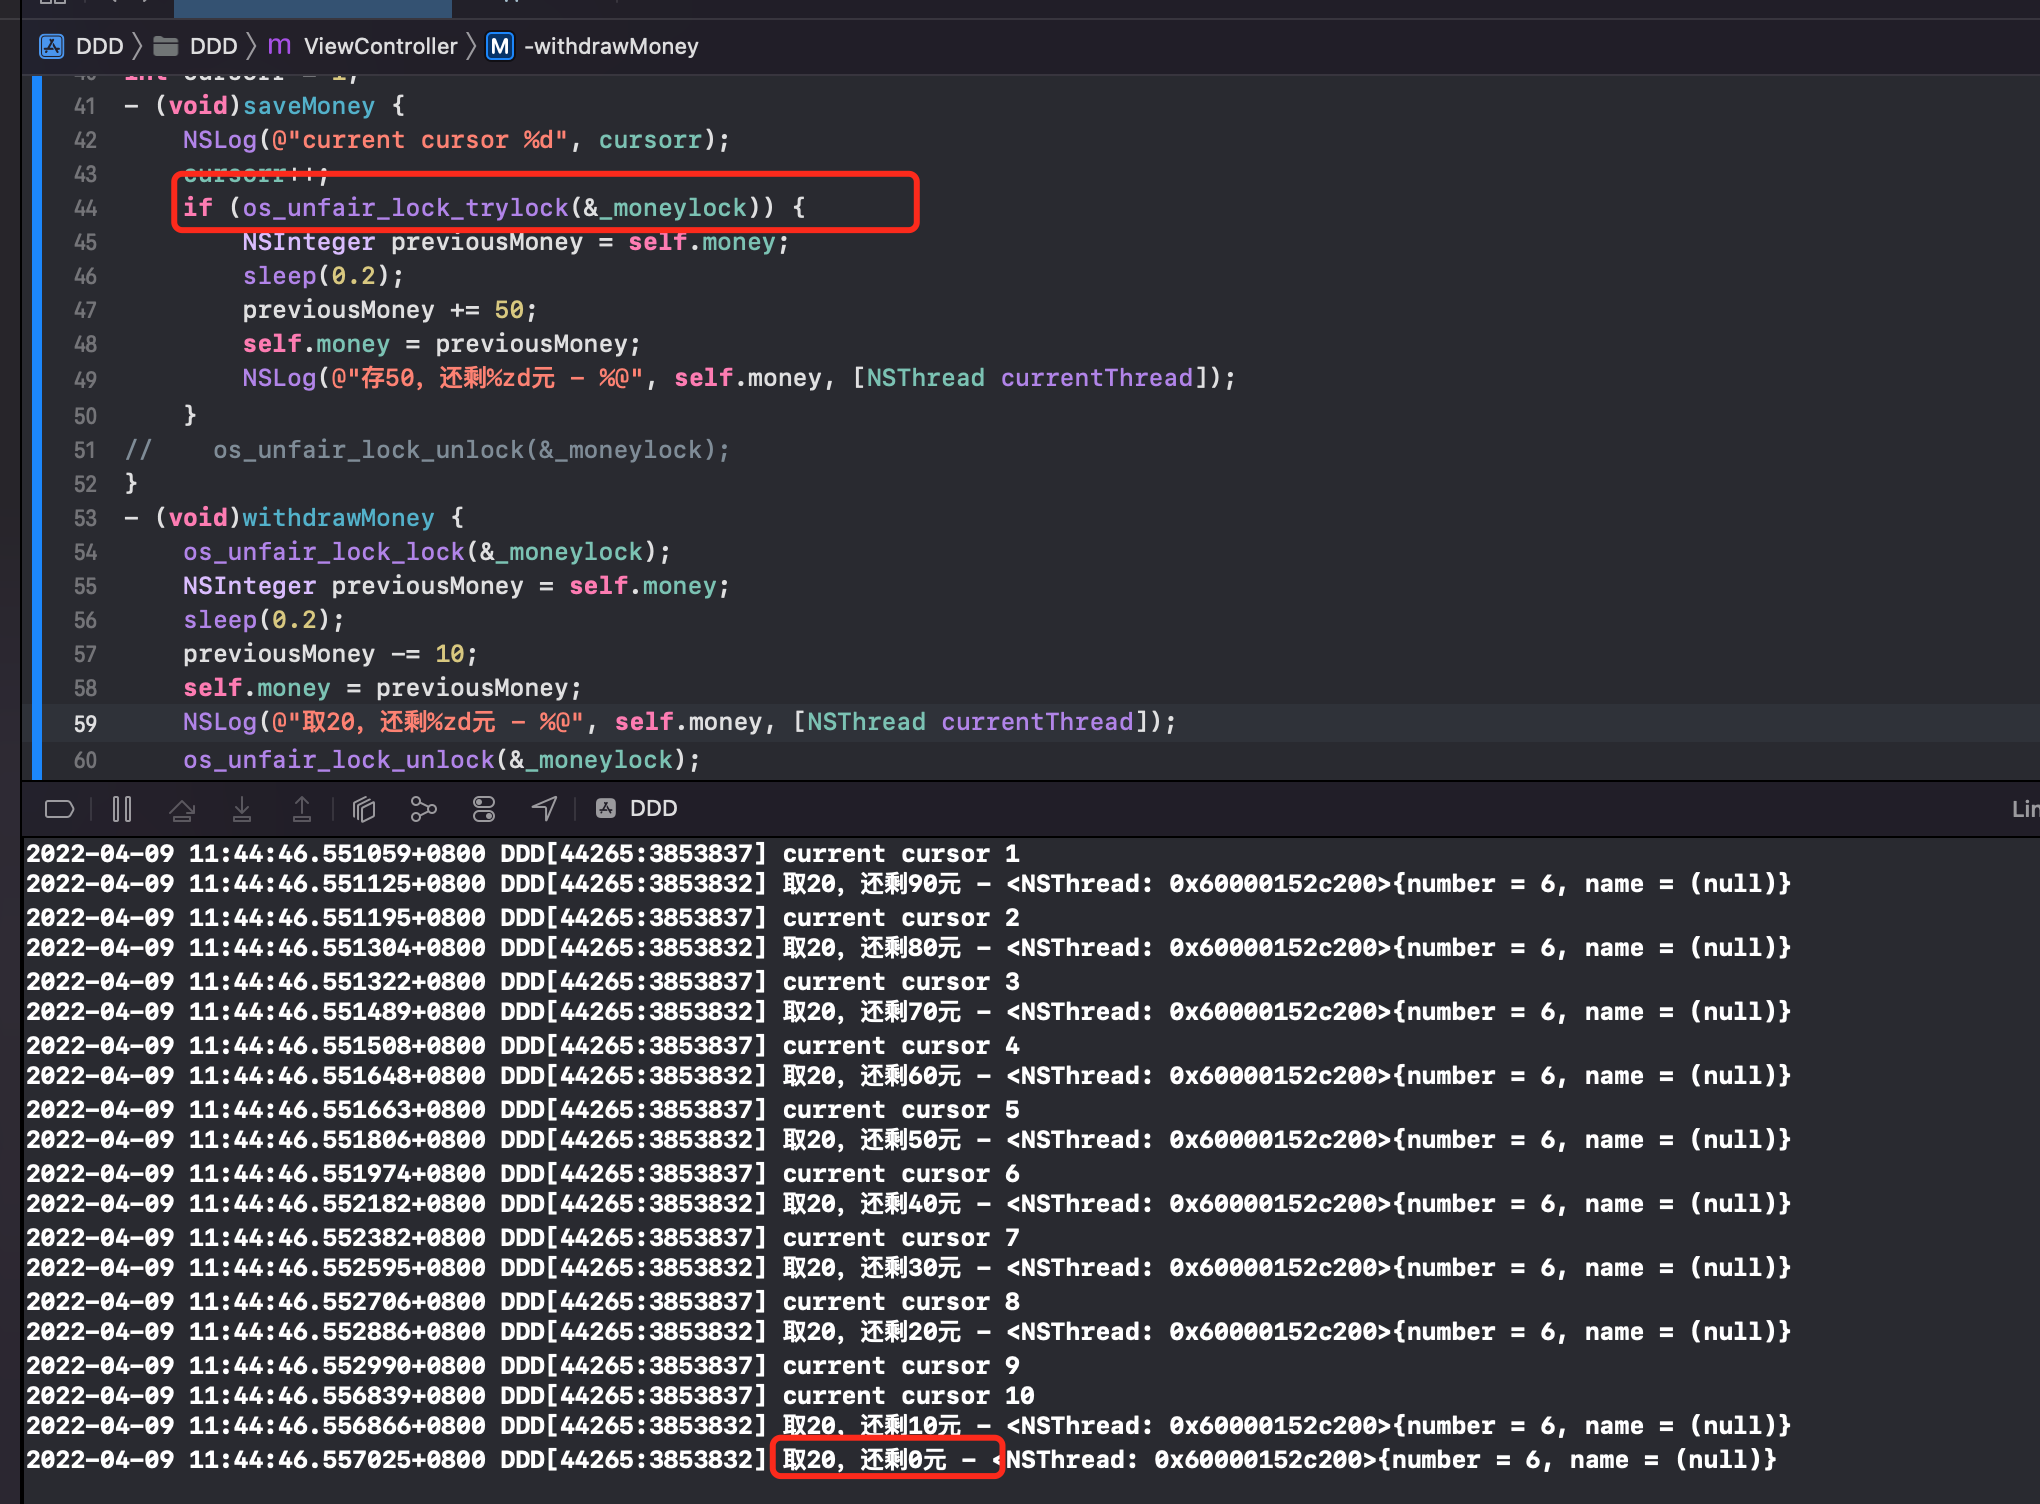 DDD 〉 DDD 〉 m ViewController 〉 M -withdrawMoney
40 int cursorr = 1;
41 - (void)saveMoney {
42 NSLog(@"current cursor %d", cursorr);
43 cursorr++;
44 if (os_unfair_lock_trylock(&_moneylock)) {
45 NSInteger previousMoney = self.money;
46 sleep(0.2);
47 previousMoney += 50;
48 self.money = previousMoney;
49 NSLog(@"存50，还剩%zd元 - %@", self.money, [NSThread currentThread]);
50 }
51 // os_unfair_lock_unlock(&_moneylock);
52 }
53 - (void)withdrawMoney {
54 os_unfair_lock_lock(&_moneylock);
55 NSInteger previousMoney = self.money;
56 sleep(0.2);
57 previousMoney -= 10;
58 self.money = previousMoney;
59 NSLog(@"取20，还剩%zd元 - %@", self.money, [NSThread currentThread]);
60 os_unfair_lock_unlock(&_moneylock);
DDD
2022-04-09 11:44:46.551059+0800 DDD[44265:3853837] current cursor 1
2022-04-09 11:44:46.551125+0800 DDD[44265:3853832] 取20，还剩90元 - <NSThread: 0x60000152c200>{number = 6, name = (null)}
2022-04-09 11:44:46.551195+0800 DDD[44265:3853837] current cursor 2
2022-04-09 11:44:46.551304+0800 DDD[44265:3853832] 取20，还剩80元 - <NSThread: 0x60000152c200>{number = 6, name = (null)}
2022-04-09 11:44:46.551322+0800 DDD[44265:3853837] current cursor 3
2022-04-09 11:44:46.551489+0800 DDD[44265:3853832] 取20，还剩70元 - <NSThread: 0x60000152c200>{number = 6, name = (null)}
2022-04-09 11:44:46.551508+0800 DDD[44265:3853837] current cursor 4
2022-04-09 11:44:46.551648+0800 DDD[44265:3853832] 取20，还剩60元 - <NSThread: 0x60000152c200>{number = 6, name = (null)}
2022-04-09 11:44:46.551663+0800 DDD[44265:3853837] current cursor 5
2022-04-09 11:44:46.551806+0800 DDD[44265:3853832] 取20，还剩50元 - <NSThread: 0x60000152c200>{number = 6, name = (null)}
2022-04-09 11:44:46.551974+0800 DDD[44265:3853837] current cursor 6
2022-04-09 11:44:46.552182+0800 DDD[44265:3853832] 取20，还剩40元 - <NSThread: 0x60000152c200>{number = 6, name = (null)}
2022-04-09 11:44:46.552382+0800 DDD[44265:3853837] current cursor 7
2022-04-09 11:44:46.552595+0800 DDD[44265:3853832] 取20，还剩30元 - <NSThread: 0x60000152c200>{number = 6, name = (null)}
2022-04-09 11:44:46.552706+0800 DDD[44265:3853837] current cursor 8
2022-04-09 11:44:46.552886+0800 DDD[44265:3853832] 取20，还剩20元 - <NSThread: 0x60000152c200>{number = 6, name = (null)}
2022-04-09 11:44:46.552990+0800 DDD[44265:3853837] current cursor 9
2022-04-09 11:44:46.556839+0800 DDD[44265:3853837] current cursor 10
2022-04-09 11:44:46.556866+0800 DDD[44265:3853832] 取20，还剩10元 - <NSThread: 0x60000152c200>{number = 6, name = (null)}
2022-04-09 11:44:46.557025+0800 DDD[44265:3853832] 取20，还剩0元 - <NSThread: 0x60000152c200>{number = 6, name = (null)}